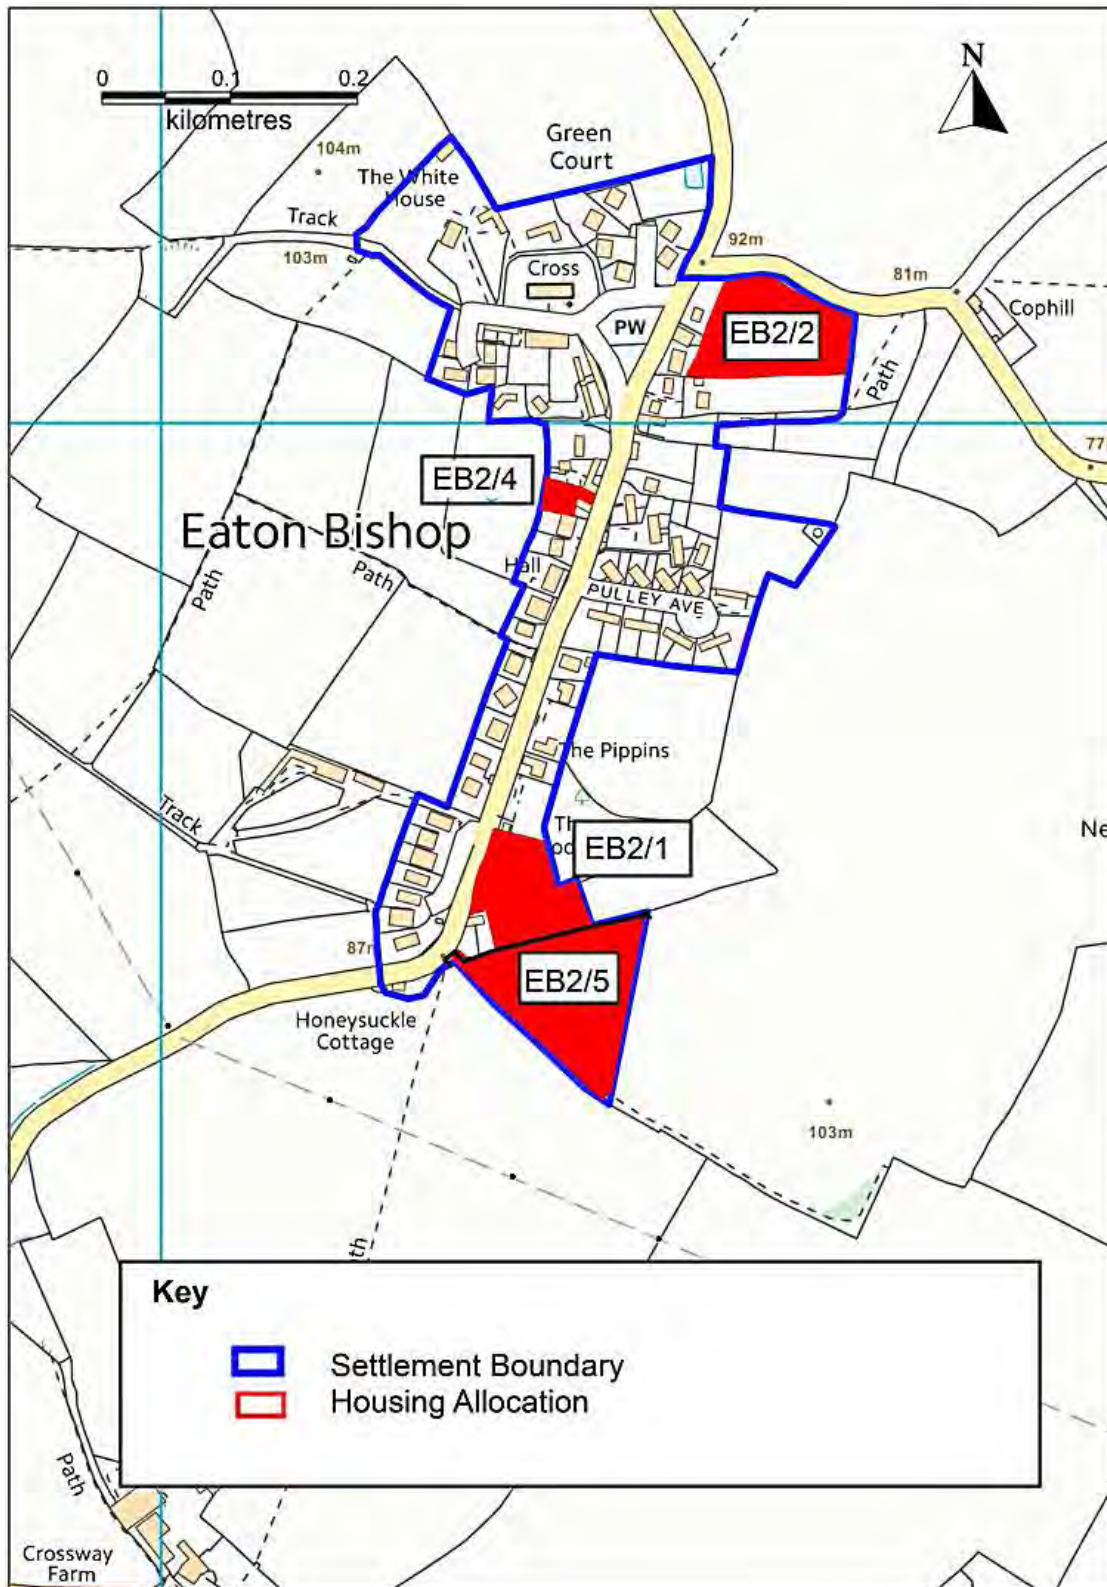 0 0.1 0.2
kilometres
N
Green
Court
104m
The White
House
Track
103m
92m
Cross
81m
Cophill
PW
EB2/2
Path
77
EB2/4
Eaton Bishop
Hall
Path
Path
PULLEY AVE
The Pippins
Track
EB2/1
Ne
87m
EB2/5
Honeysuckle
Cottage
103m
Key
Settlement Boundary
Housing Allocation
Path
Crossway
Farm